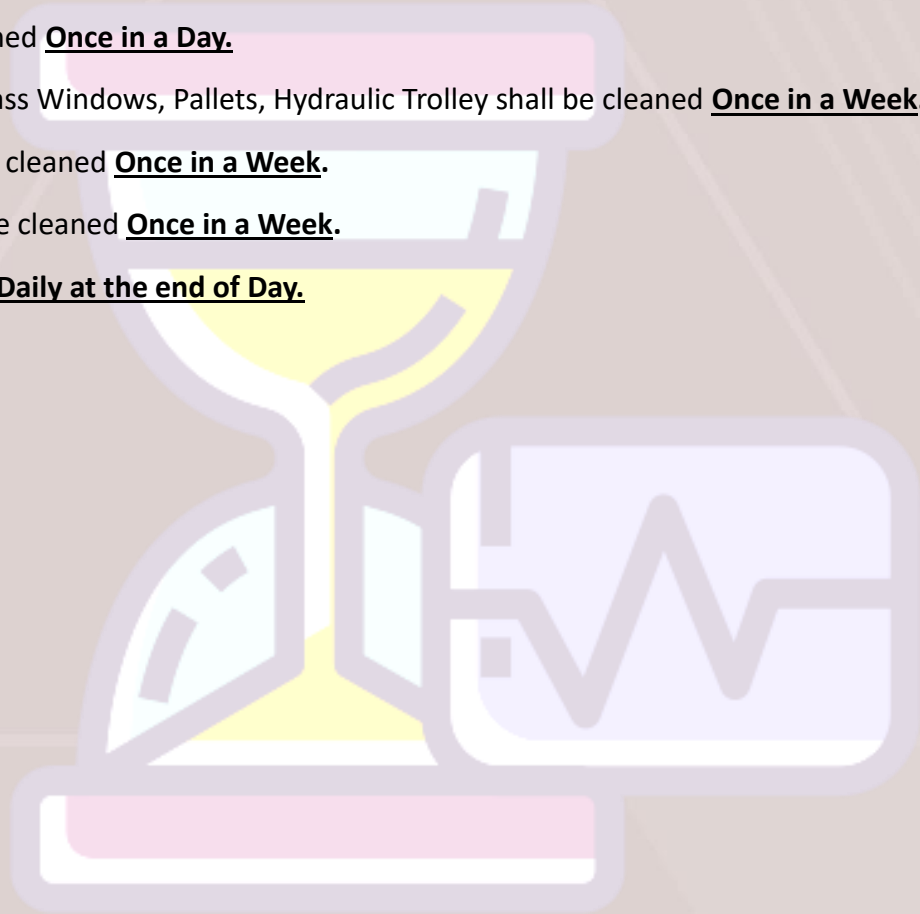 ned Once in a Day.
ss Windows, Pallets, Hydraulic Trolley shall be cleaned Once in a Week.
cleaned Once in a Week.
e cleaned Once in a Week.
Daily at the end of Day.